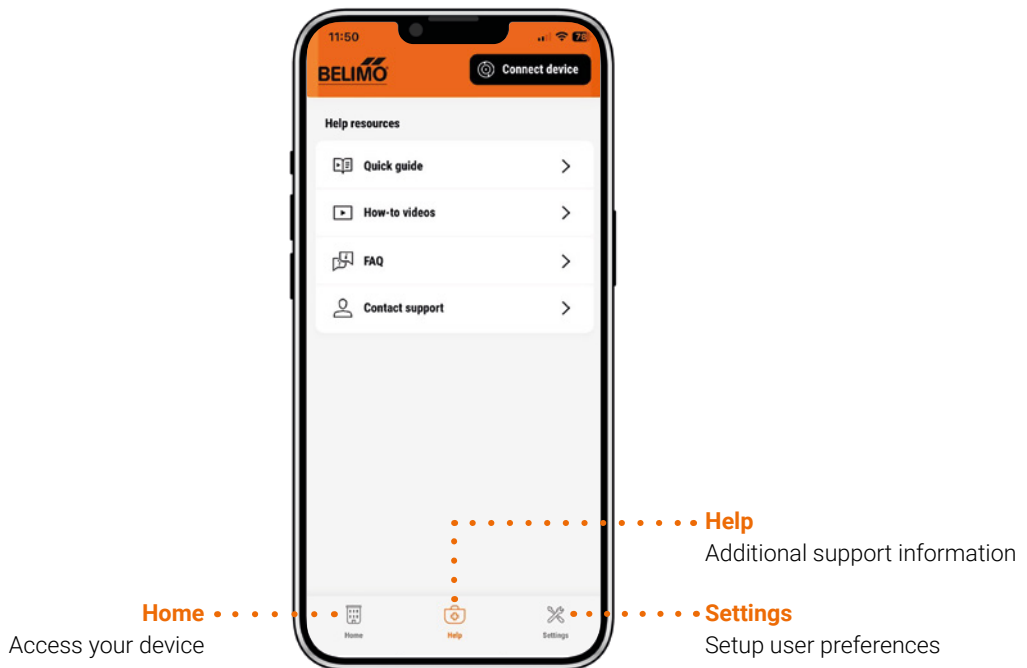 11:50
78
BELIMO
Connect device
Help resources
Quick guide
How-to videos
FAQ
Contact support
Help
Additional support information
Home
Access your device
Settings
Setup user preferences
Home
Help
Settings